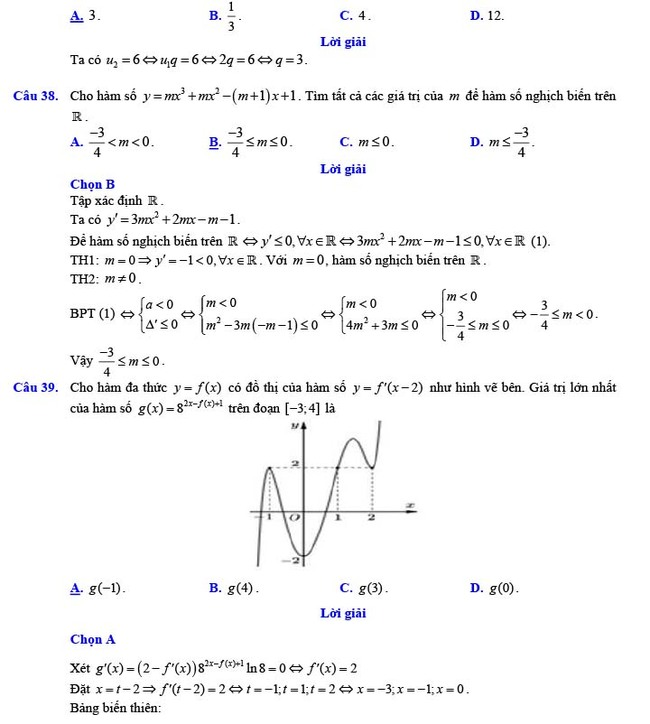 A. 3.    B. 1/3.    C. 4.    D. 12.
Lời giải
Ta có u₂ = 6 ⇔ u₁q = 6 ⇔ 2q = 6 ⇔ q = 3.
Câu 38. Cho hàm số y = mx³ + mx² − (m+1)x + 1. Tìm tất cả các giá trị của m để hàm số nghịch biến trên
ℝ.
A. −3/4 < m < 0.    B. −3/4 ≤ m ≤ 0.    C. m ≤ 0.    D. m ≤ −3/4.
Lời giải
Chọn B
Tập xác định ℝ.
Ta có y' = 3mx² + 2mx − m − 1.
Để hàm số nghịch biến trên ℝ ⇔ y' ≤ 0, ∀x ∈ ℝ ⇔ 3mx² + 2mx − m − 1 ≤ 0, ∀x ∈ ℝ (1).
TH1: m = 0 ⇒ y' = −1 < 0, ∀x ∈ ℝ. Với m = 0, hàm số nghịch biến trên ℝ.
TH2: m ≠ 0.
BPT (1) ⇔ { a < 0; Δ' ≤ 0 ⇔ { m < 0; m² − 3m(−m−1) ≤ 0 ⇔ { m < 0; 4m² + 3m ≤ 0 ⇔ { m < 0; −3/4 ≤ m ≤ 0 ⇔ −3/4 ≤ m < 0.
Vậy −3/4 ≤ m ≤ 0.
Câu 39. Cho hàm đa thức y = f(x) có đồ thị của hàm số y = f'(x−2) như hình vẽ bên. Giá trị lớn nhất
của hàm số g(x) = 8^(2x−f(x)+1) trên đoạn [−3;4] là
y
2
x
−1 O 1 2
−2
A. g(−1).    B. g(4).    C. g(3).    D. g(0).
Lời giải
Chọn A
Xét g'(x) = (2 − f'(x))8^(2x−f(x)+1) ln 8 = 0 ⇔ f'(x) = 2
Đặt x = t − 2 ⇒ f'(t−2) = 2 ⇔ t = −1; t = 1; t = 2 ⇔ x = −3; x = −1; x = 0.
Bảng biến thiên: